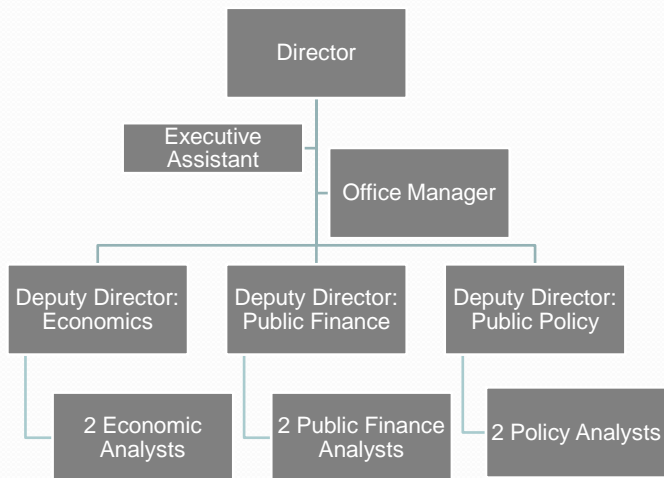 Director
Executive
Assistant
Office Manager
Deputy Director:
Economics
Deputy Director:
Public Finance
Deputy Director:
Public Policy
2 Economic
Analysts
2 Public Finance
Analysts
2 Policy Analysts